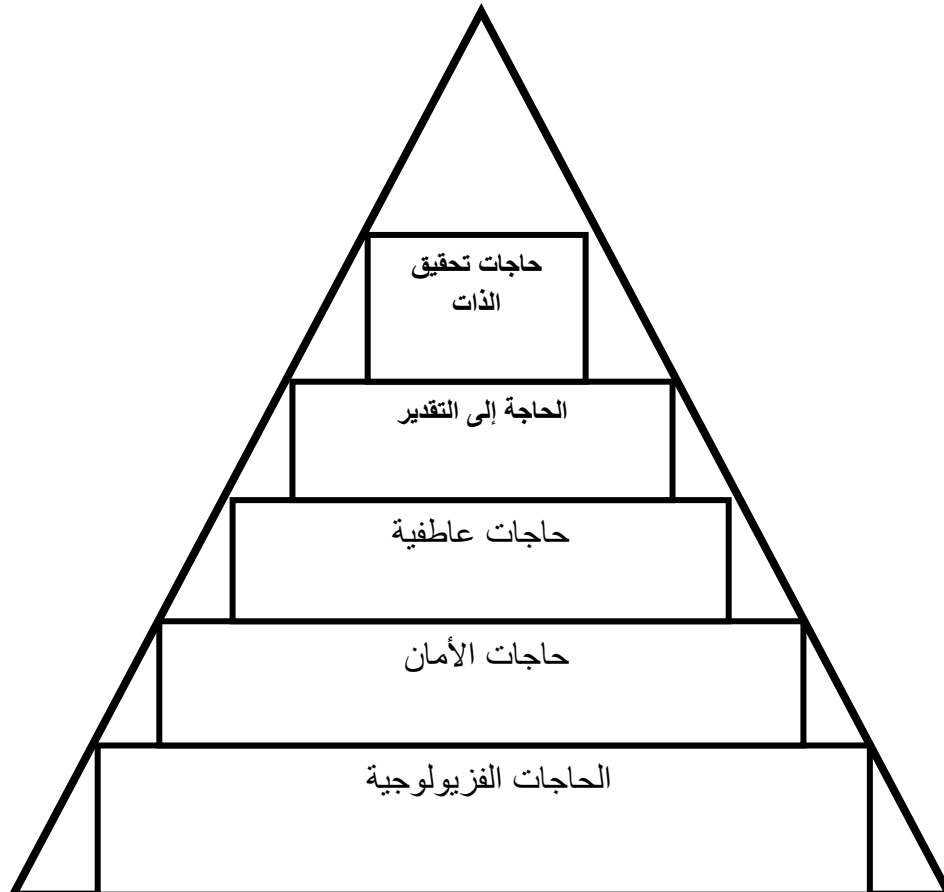 حاجات تحقيق
الذات
الحاجة إلى التقدير
حاجات عاطفية
حاجات الأمان
الحاجات الفزيولوجية